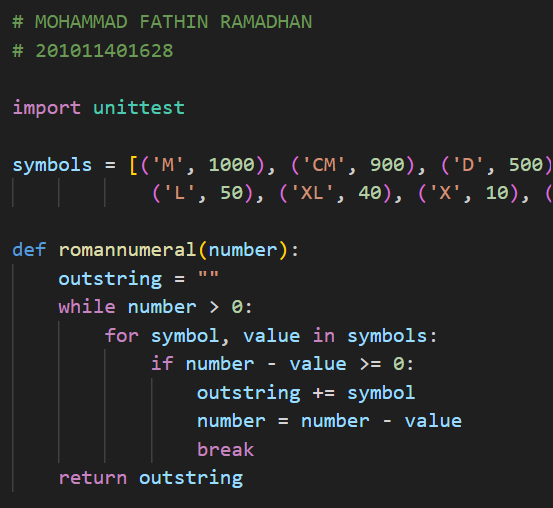 # MOHAMMAD FATHIN RAMADHAN
# 201011401628
import unittest
symbols = [('M', 1000), ('CM', 900), ('D', 500)
('L', 50), ('XL', 40), ('X', 10), (
def romannumeral(number):
outstring = ""
while number > 0:
for symbol, value in symbols:
if number - value >= 0:
outstring += symbol
number = number - value
break
return outstring